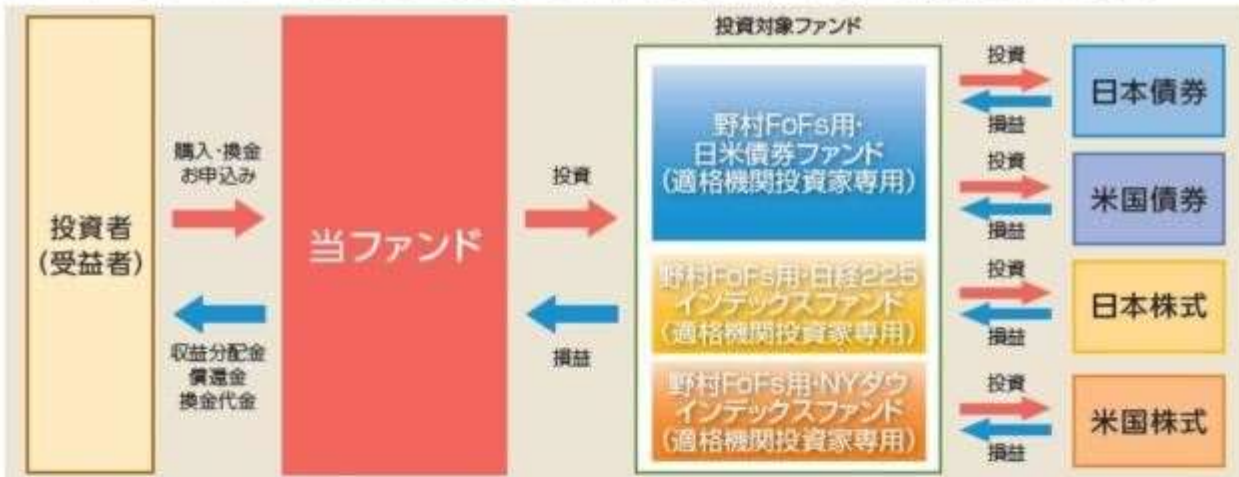 投資者
(受益者)
購入・換金
お申込み
収益分配金
償還金
換金代金
当ファンド
投資
損益
投資対象ファンド
野村FoFs用・
日米債券ファンド
(適格機関投資家専用)
野村FoFs用・日経225
インデックスファンド
(適格機関投資家専用)
野村FoFs用・NYダウ
インデックスファンド
(適格機関投資家専用)
投資
損益
日本債券
投資
損益
米国債券
投資
損益
日本株式
投資
損益
米国株式